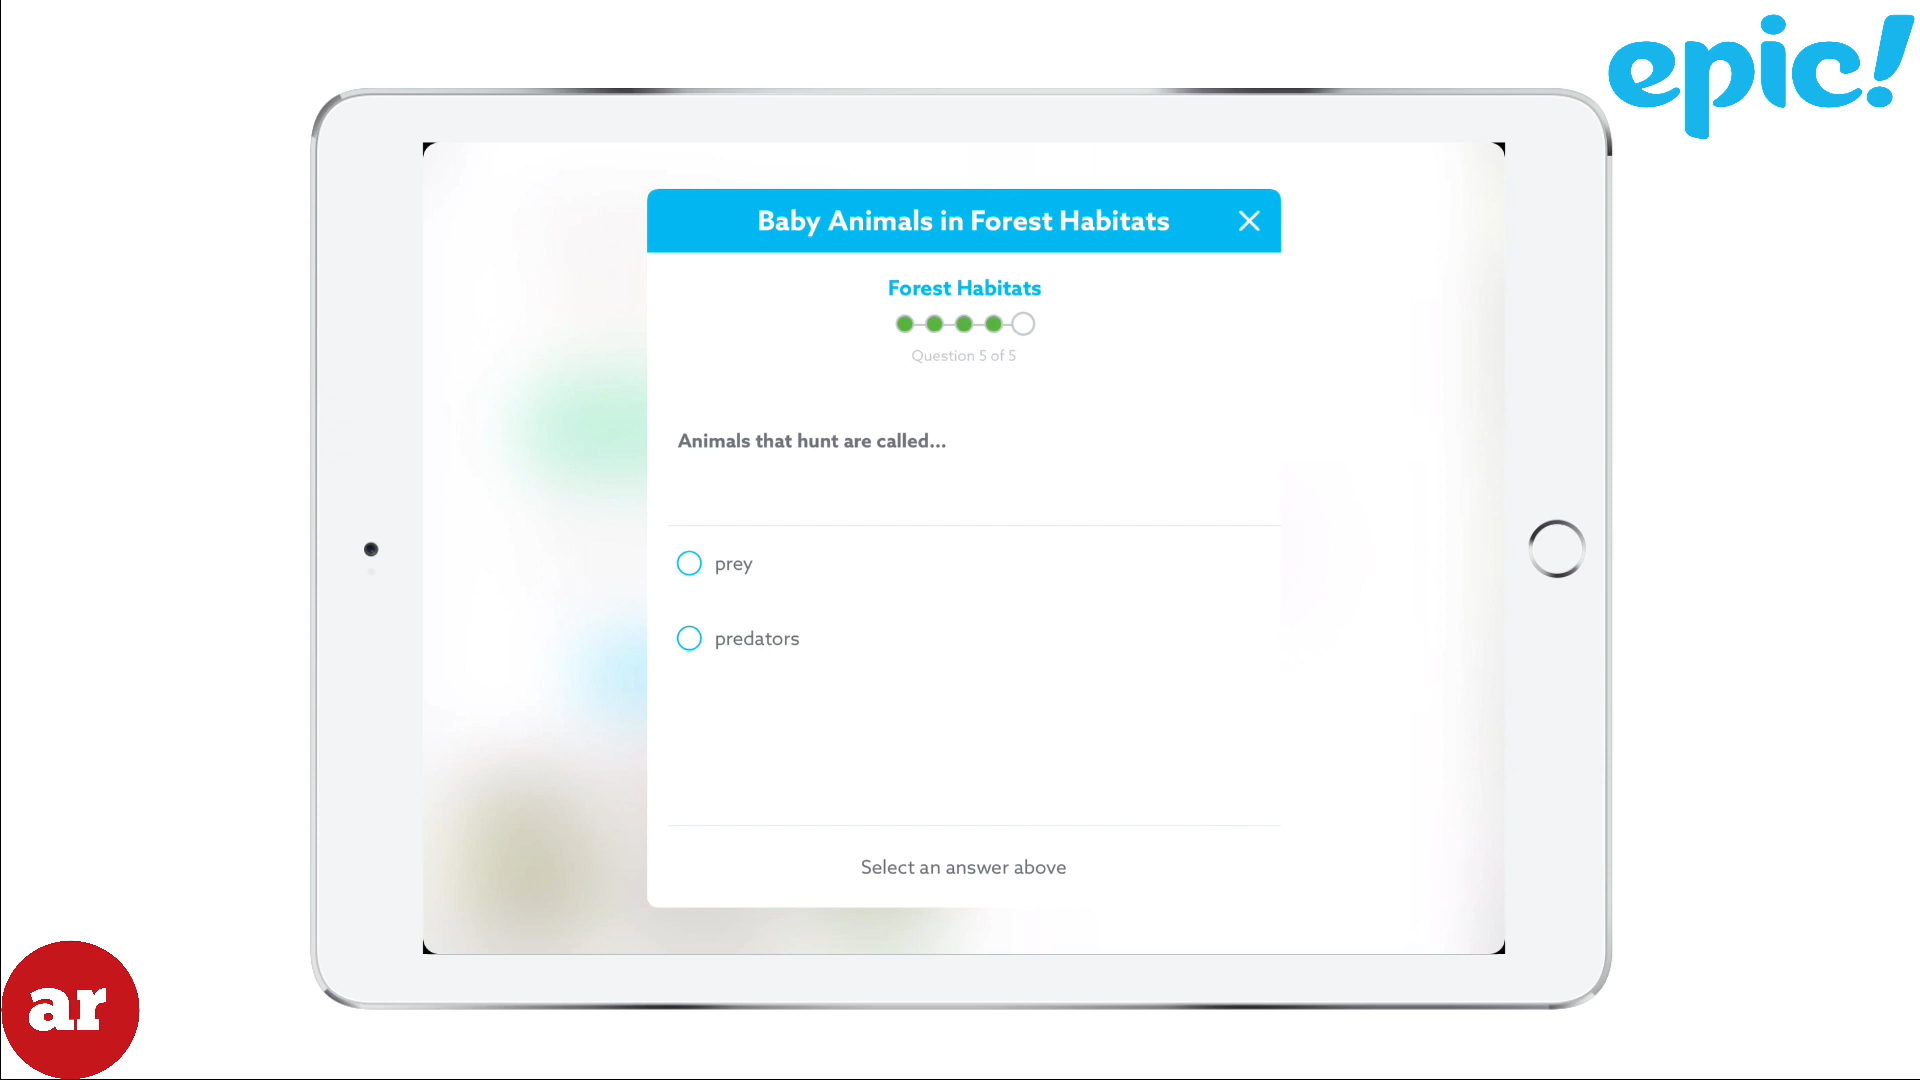 epic!
Baby Animals in Forest Habitats
Forest Habitats
Question 5 of 5
Animals that hunt are called...
prey
predators
Select an answer above
ar